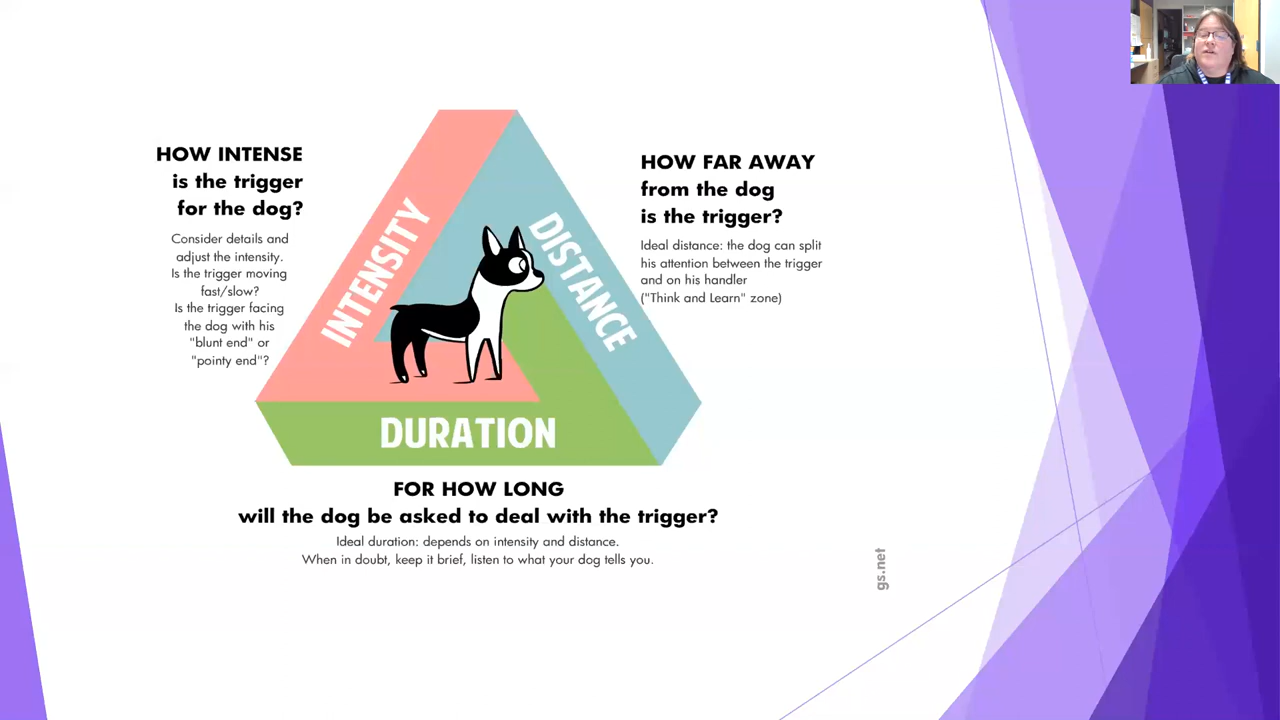 HOW INTENSE
is the trigger
for the dog?
Consider details and
adjust the intensity.
Is the trigger moving
fast/slow?
Is the trigger facing
the dog with his
"blunt end" or
"pointy end"?
INTENSITY
DISTANCE
DURATION
HOW FAR AWAY
from the dog
is the trigger?
Ideal distance: the dog can split
his attention between the trigger
and on his handler
("Think and Learn" zone)
FOR HOW LONG
will the dog be asked to deal with the trigger?
Ideal duration: depends on intensity and distance.
When in doubt, keep it brief, listen to what your dog tells you.
gs.net